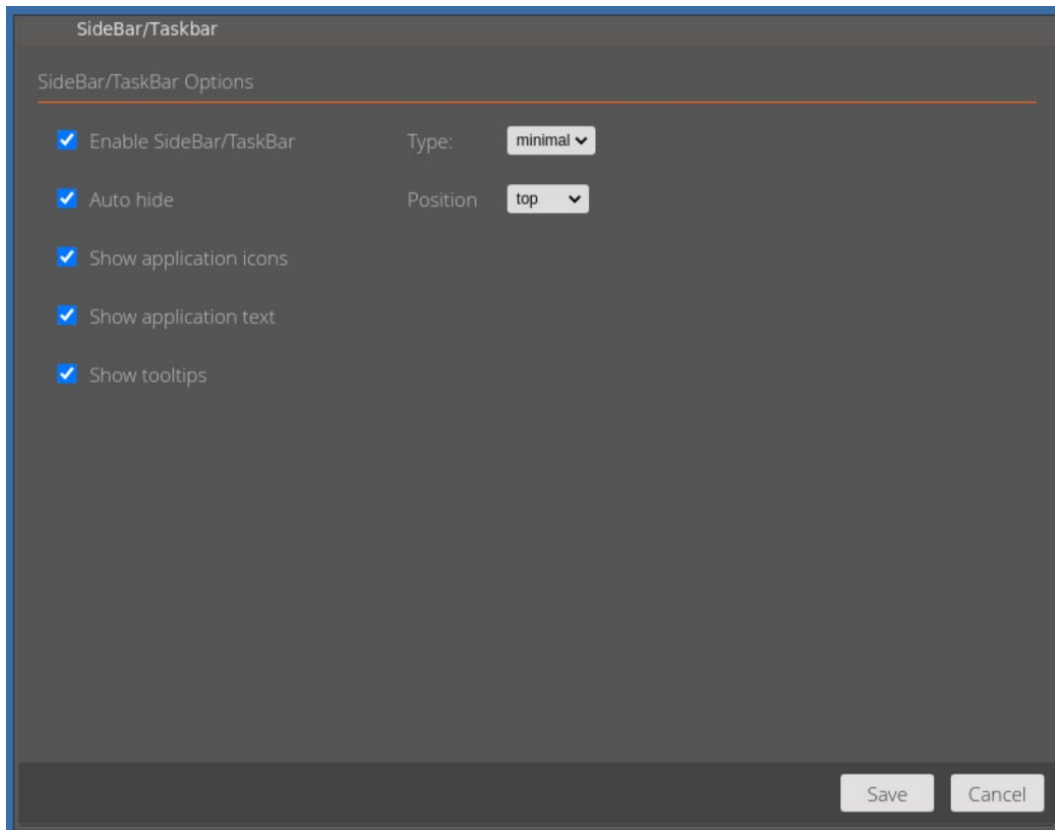 SideBar/Taskbar
SideBar/TaskBar Options
Enable SideBar/TaskBar Type: minimal
Auto hide Position top
Show application icons
Show application text
Show tooltips
Save Cancel